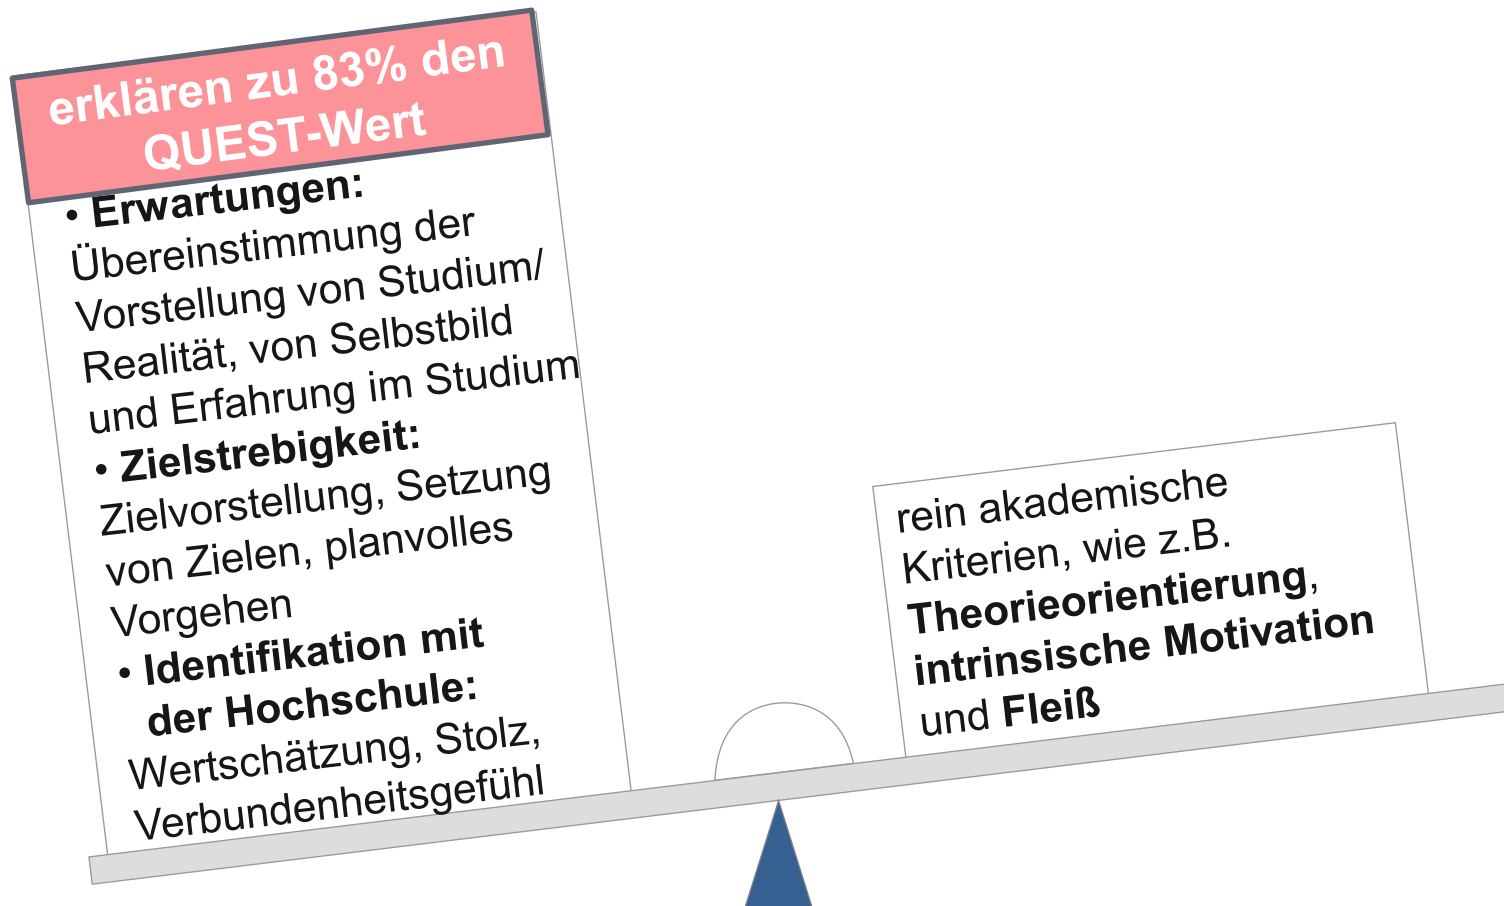 erklären zu 83% den
QUEST-Wert
• Erwartungen:
Übereinstimmung der
Vorstellung von Studium/
Realität, von Selbstbild
und Erfahrung im Studium
• Zielstrebigkeit:
Zielvorstellung, Setzung
von Zielen, planvolles
Vorgehen
• Identifikation mit
der Hochschule:
Wertschätzung, Stolz,
Verbundenheitsgefühl
rein akademische
Kriterien, wie z.B.
Theorieorientierung,
intrinsische Motivation
und Fleiß